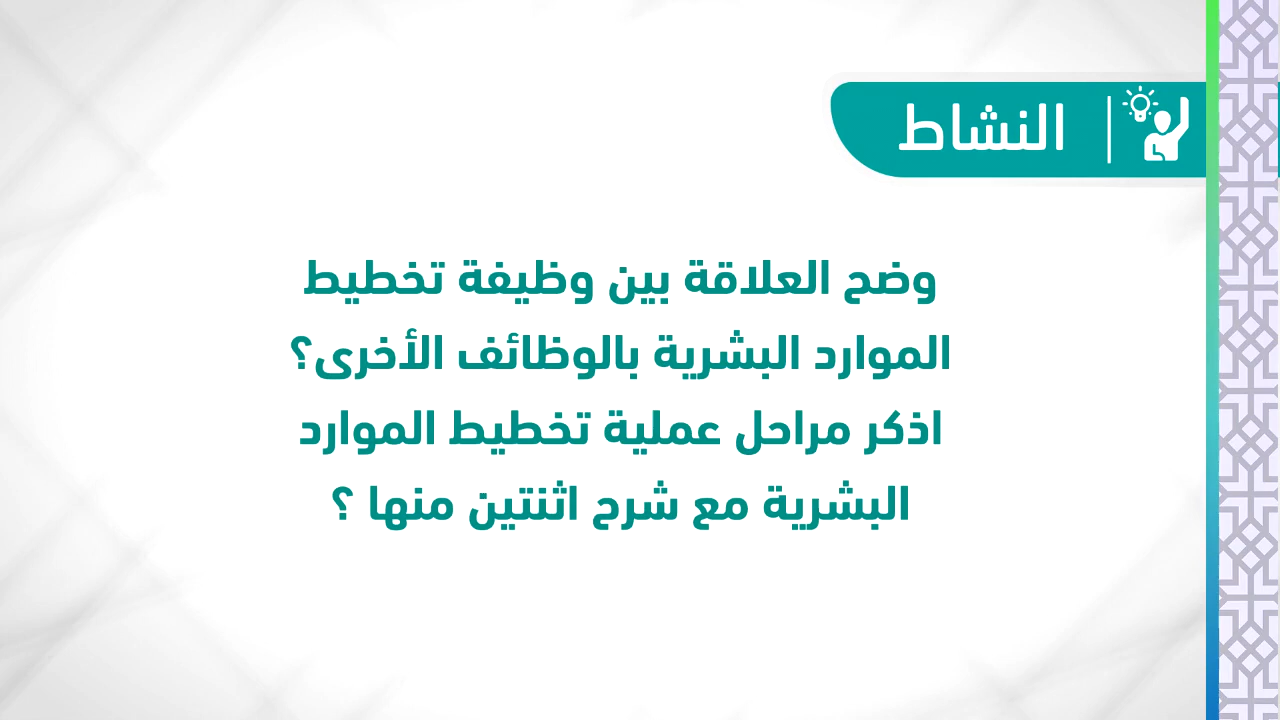 النشاط
وضح العلاقة بين وظيفة تخطيط
الموارد البشرية بالوظائف الأخرى؟
اذكر مراحل عملية تخطيط الموارد
البشرية مع شرح اثنتين منها ؟